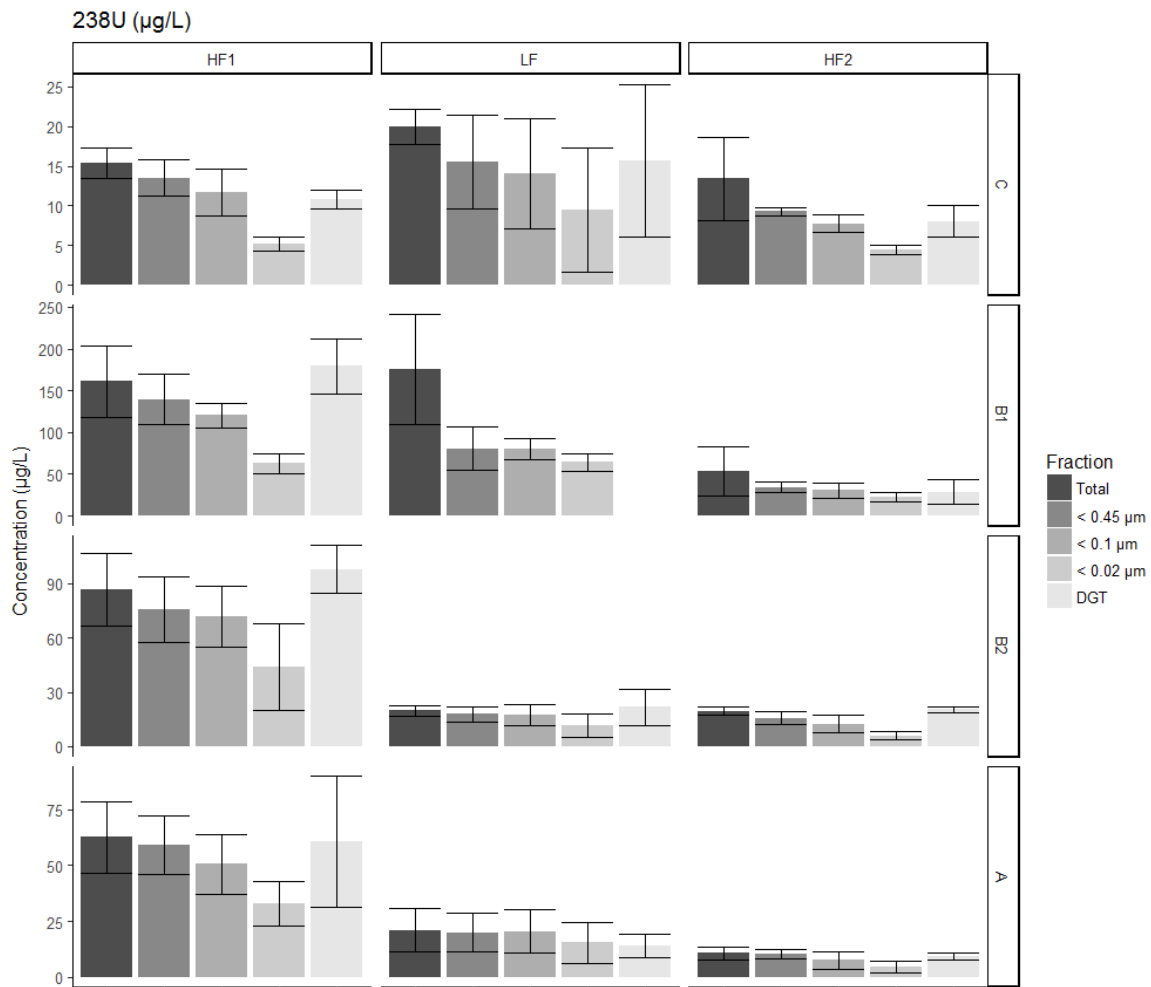 238U (µg/L)
HF1 LF HF2
25
20
15
10
5
0
C
250
200
150
100
50
0
B1
90
60
30
0
B2
75
50
25
0
A
Concentration (µg/L)
Fraction
Total
< 0.45 µm
< 0.1 µm
< 0.02 µm
DGT